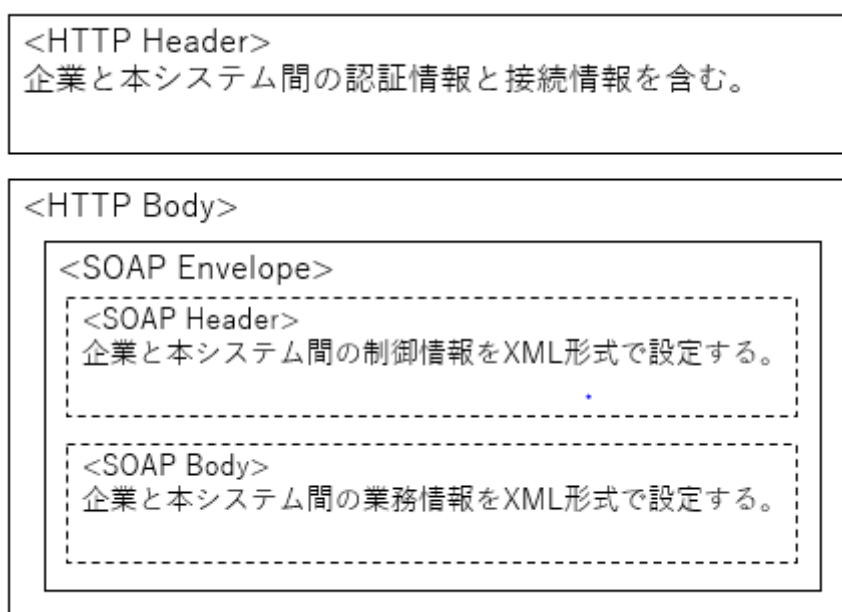 <HTTP Header>
企業と本システム間の認証情報と接続情報を含む。
<HTTP Body>
<SOAP Envelope>
<SOAP Header>
企業と本システム間の制御情報をXML形式で設定する。
<SOAP Body>
企業と本システム間の業務情報をXML形式で設定する。